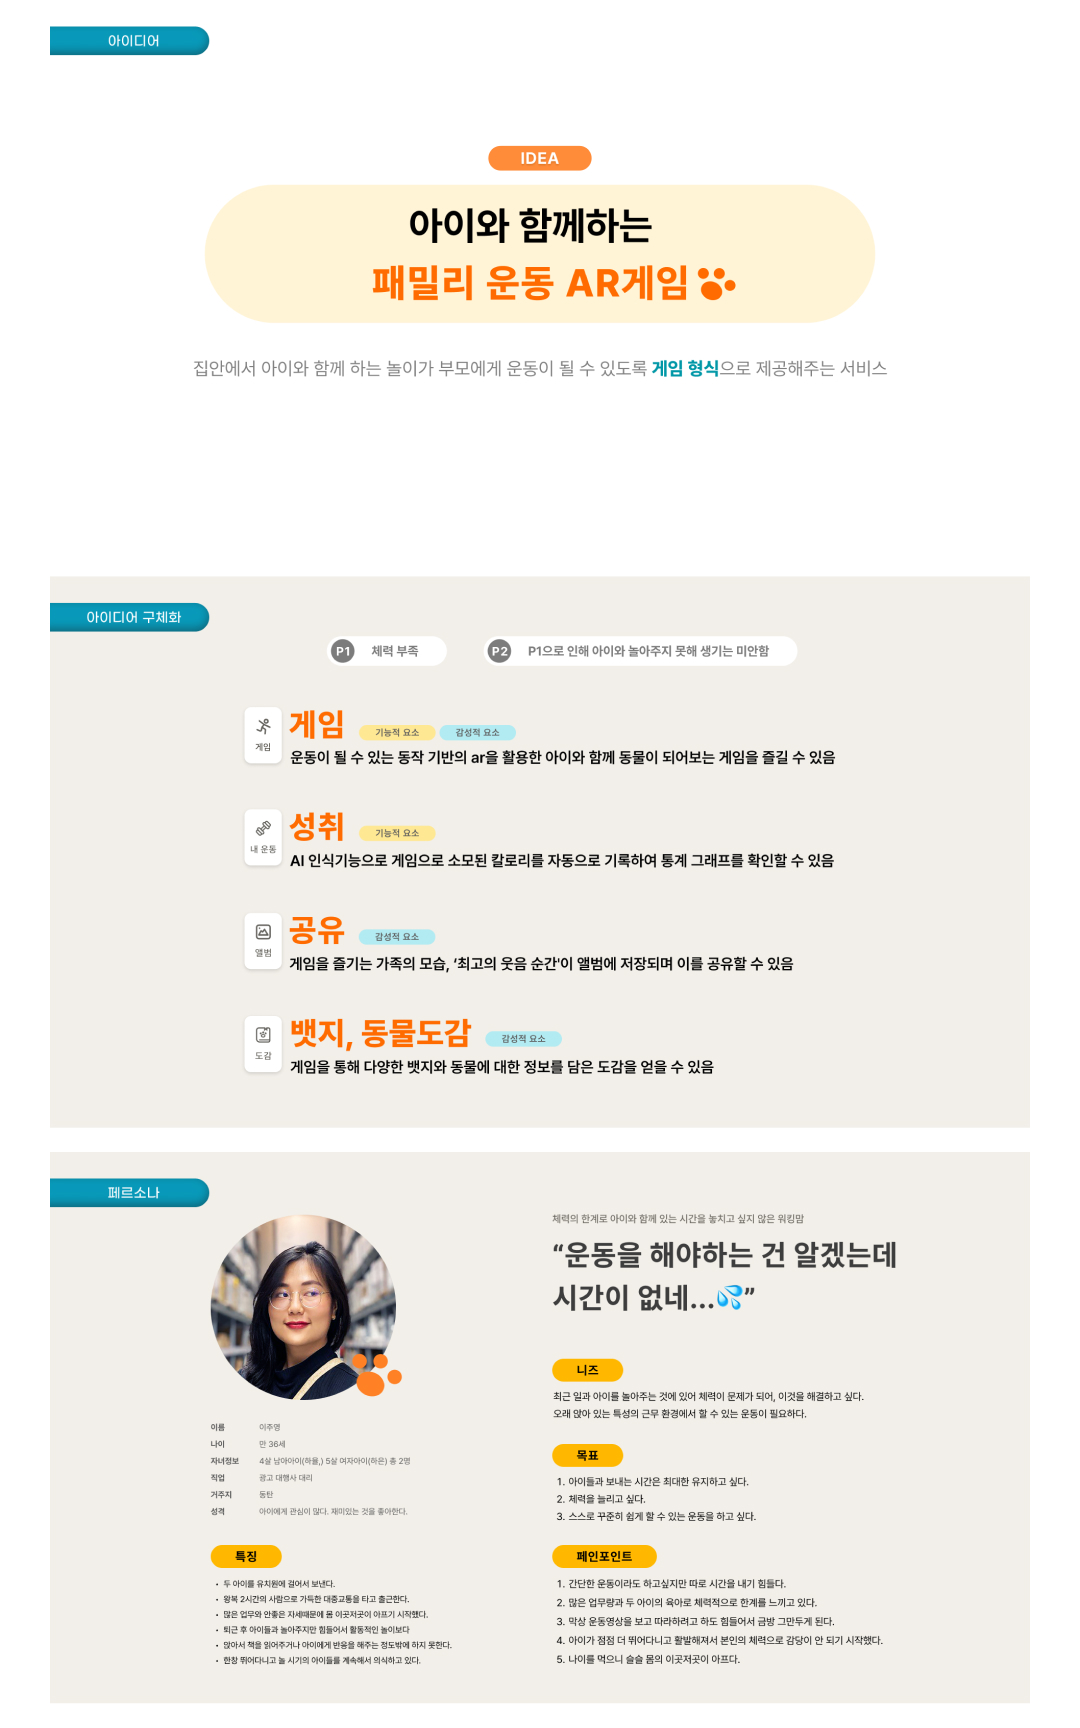 아이디어
IDEA
아이와 함께하는
패밀리 운동 AR게임
집안에서 아이와 함께 하는 놀이가 부모에게 운동이 될 수 있도록 게임 형식으로 제공해주는 서비스
아이디어 구체화
P1 체력 부족
P2 P1으로 인해 아이와 놀아주지 못해 생기는 미안함
게임
게임 기능적 요소 감성적 요소
운동이 될 수 있는 동작 기반의 ar을 활용한 아이와 함께 동물이 되어보는 게임을 즐길 수 있음
내 운동
성취 기능적 요소
AI 인식기능으로 게임으로 소모된 칼로리를 자동으로 기록하여 통계 그래프를 확인할 수 있음
앨범
공유 감성적 요소
게임을 즐기는 가족의 모습, ‘최고의 웃음 순간'이 앨범에 저장되며 이를 공유할 수 있음
도감
뱃지, 동물도감 감성적 요소
게임을 통해 다양한 뱃지와 동물에 대한 정보를 담은 도감을 얻을 수 있음
페르소나
이름 이주영
나이 만 36세
자녀정보 4살 남아아이(하율,) 5살 여자아이(하은) 총 2명
직업 광고 대행사 대리
거주지 동탄
성격 아이에게 관심이 많다. 재미있는 것을 좋아한다.
특징
• 두 아이를 유치원에 걸어서 보낸다.
• 왕복 2시간의 사람으로 가득한 대중교통을 타고 출근한다.
• 많은 업무와 안좋은 자세때문에 몸 이곳저곳이 아프기 시작했다.
• 퇴근 후 아이들과 놀아주지만 힘들어서 활동적인 놀이보다
• 앉아서 책을 읽어주거나 아이에게 반응을 해주는 정도밖에 하지 못한다.
• 한창 뛰어다니고 놀 시기의 아이들를 계속해서 의식하고 있다.
체력의 한계로 아이와 함께 있는 시간을 놓치고 싶지 않은 워킹맘
“운동을 해야하는 건 알겠는데
시간이 없네...💦”
니즈
최근 일과 아이를 놀아주는 것에 있어 체력이 문제가 되어, 이것을 해결하고 싶다.
오래 앉아 있는 특성의 근무 환경에서 할 수 있는 운동이 필요하다.
목표
1. 아이들과 보내는 시간은 최대한 유지하고 싶다.
2. 체력을 늘리고 싶다.
3. 스스로 꾸준히 쉽게 할 수 있는 운동을 하고 싶다.
페인포인트
1. 간단한 운동이라도 하고싶지만 따로 시간을 내기 힘들다.
2. 많은 업무량과 두 아이의 육아로 체력적으로 한계를 느끼고 있다.
3. 막상 운동영상을 보고 따라하려고 하도 힘들어서 금방 그만두게 된다.
4. 아이가 점점 더 뛰어다니고 활발해져서 본인의 체력으로 감당이 안 되기 시작했다.
5. 나이를 먹으니 슬슬 몸의 이곳저곳이 아프다.